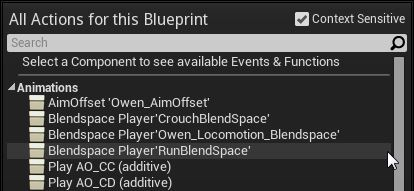 All Actions for this Blueprint
Context Sensitive
Search
Select a Component to see available Events & Functions
Animations
AimOffset 'Owen_AimOffset'
Blendspace Player'CrouchBlendSpace'
Blendspace Player'Owen_Locomotion_Blendspace'
Blendspace Player'RunBlendSpace'
Play AO_CC (additive)
Play AO_CD (additive)